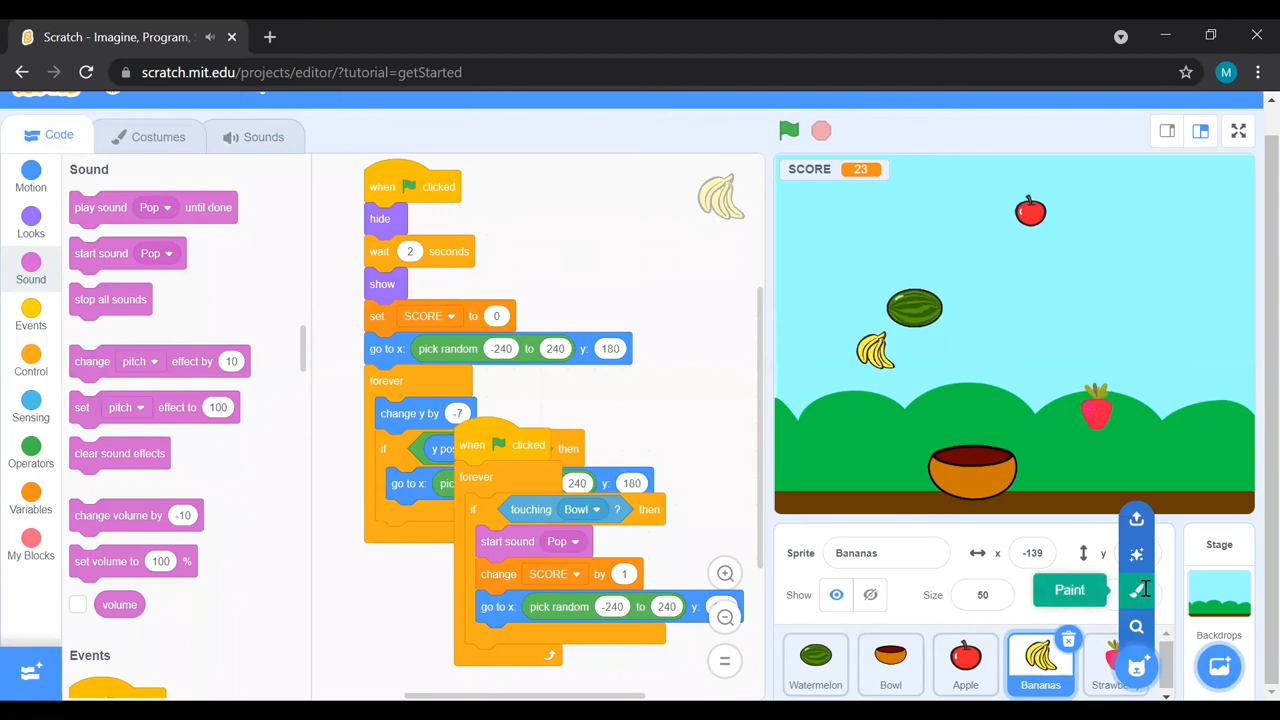 Scratch - Imagine, Program,
M
scratch.mit.edu/projects/editor/?tutorial=getStarted
Code
Costumes
Sounds
Motion
Looks
Sound
Events
Control
Sensing
Operators
Variables
My Blocks
Sound
play sound Pop until done
start sound Pop
stop all sounds
change pitch effect by 10
set pitch effect to 100
clear sound effects
change volume by -10
set volume to 100 %
volume
Events
when clicked
hide
wait 2 seconds
show
set SCORE to 0
go to x: pick random -240 to 240 y: 180
forever
change y by -7
if then
go to x: 240 y: 180
when clicked
forever
if touching Bowl ? then
start sound Pop
change SCORE by 1
go to x: pick random -240 to 240 y:
SCORE 23
Sprite Bananas x -139 y
Show Size 50
Paint
Watermelon
Bowl
Apple
Bananas
Stage
Backdrops